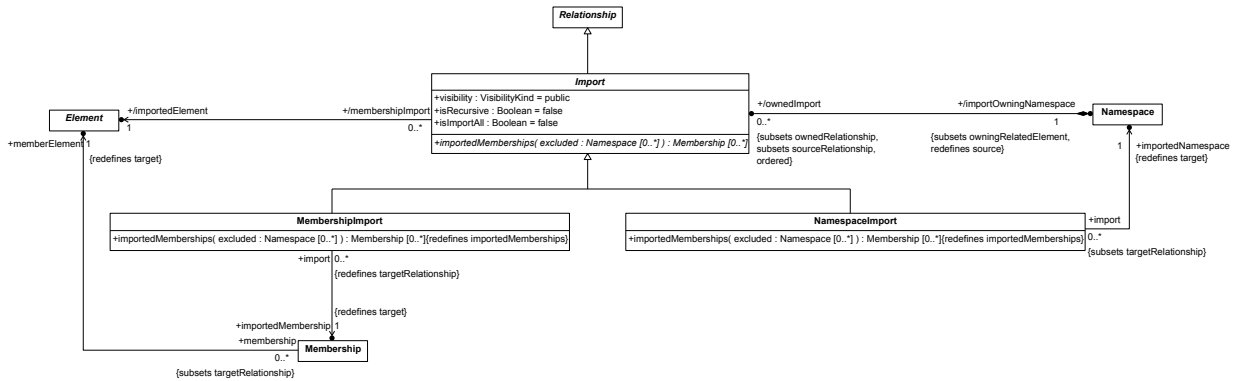 Relationship
Import
+visibility : VisibilityKind = public
+isRecursive : Boolean = false
+isImportAll : Boolean = false
+importedMemberships( excluded : Namespace [0..*] ) : Membership [0..*]
Element
+/importedElement
1
+/membershipImport
0..*
+/ownedImport
0..*
{subsets ownedRelationship,
subsets sourceRelationship,
ordered}
+/importOwningNamespace
1
{subsets owningRelatedElement,
redefines source}
Namespace
+memberElement 1
{redefines target}
1
+importedNamespace
{redefines target}
MembershipImport
+importedMemberships( excluded : Namespace [0..*] ) : Membership [0..*]{redefines importedMemberships}
NamespaceImport
+importedMemberships( excluded : Namespace [0..*] ) : Membership [0..*]{redefines importedMemberships}
+import
0..*
{subsets targetRelationship}
+import 0..*
{redefines targetRelationship}
{redefines target}
+importedMembership 1
+membership
0..*
{subsets targetRelationship}
Membership